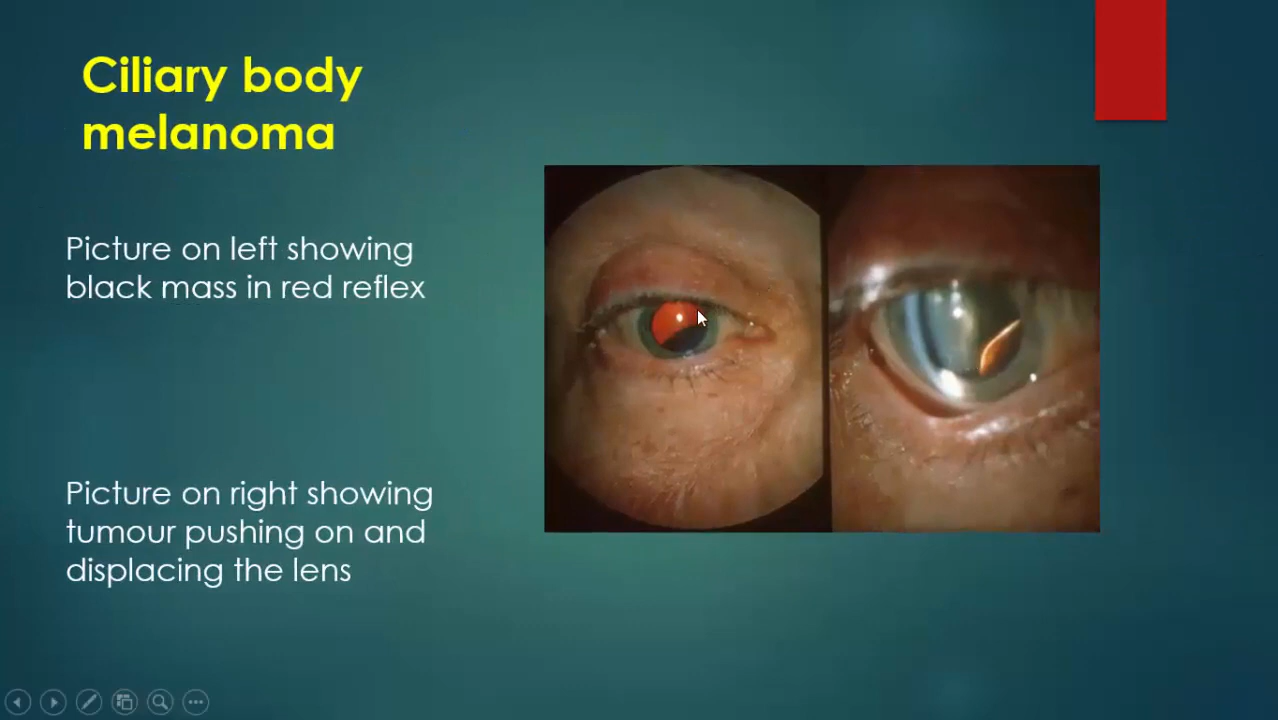 Ciliary body
melanoma
Picture on left showing
black mass in red reflex
Picture on right showing
tumour pushing on and
displacing the lens